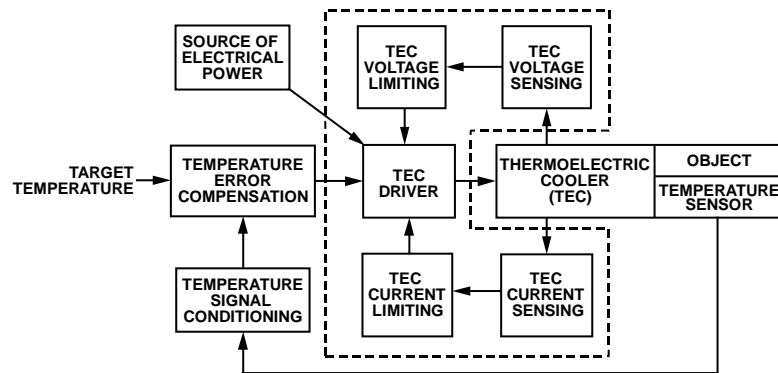 SOURCE OF
ELECTRICAL
POWER
TEC
VOLTAGE
LIMITING
TEC
VOLTAGE
SENSING
TARGET
TEMPERATURE
TEMPERATURE
ERROR
COMPENSATION
TEC
DRIVER
THERMOELECTRIC
COOLER
(TEC)
OBJECT
TEMPERATURE
SENSOR
TEMPERATURE
SIGNAL
CONDITIONING
TEC
CURRENT
LIMITING
TEC
CURRENT
SENSING